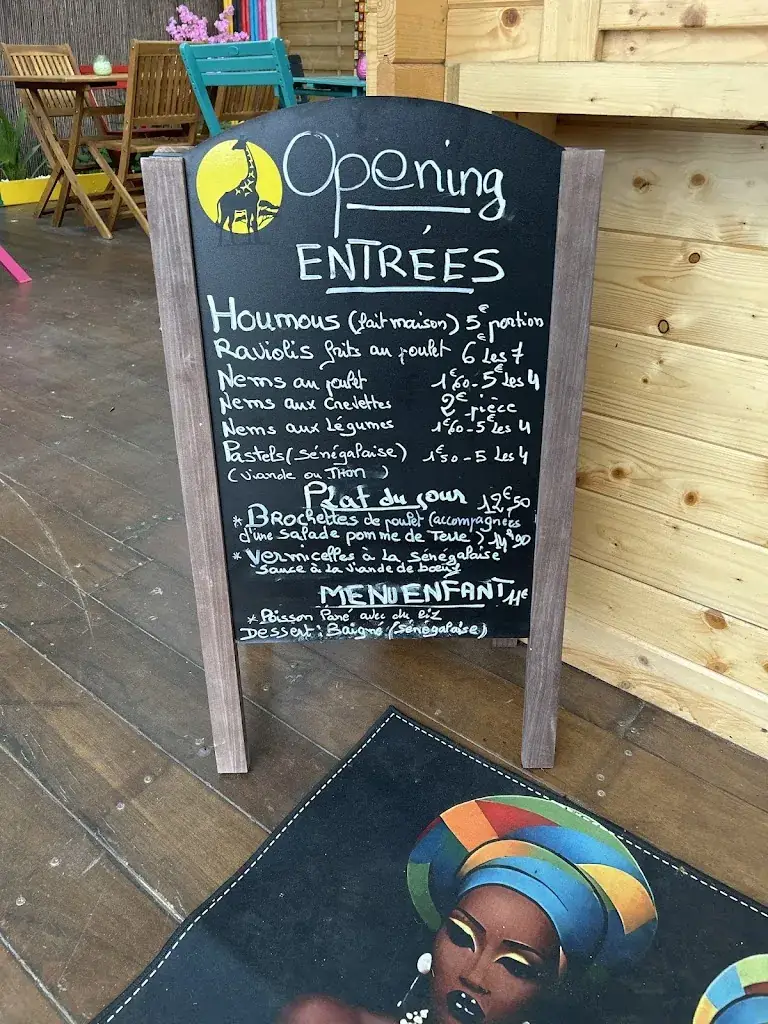 Opening
ENTRÉES
Houmous (fait maison) 5€ portion
Raviolis frits au poulet 6€ Les 7
Nems au poulet 1€60 - 5€ Les 4
Nems aux Crevettes 2€ pièce
Nems aux Légumes 1€60 - 5€ Les 4
Pastels (Sénégalaise) 1€50 - 5 Les 4
(viande ou THON)
Plat du jour 12€50
* BROchettes de poulet (accompagnées
d'une salade pomme de Terre) 14€90
* Vermicelles à la sénégalaise
sauce à la viande de boeuf
MENU ENFANT 11€
* Poisson Pané avec du Riz
Dessert: Baigné (Sénégalaise)